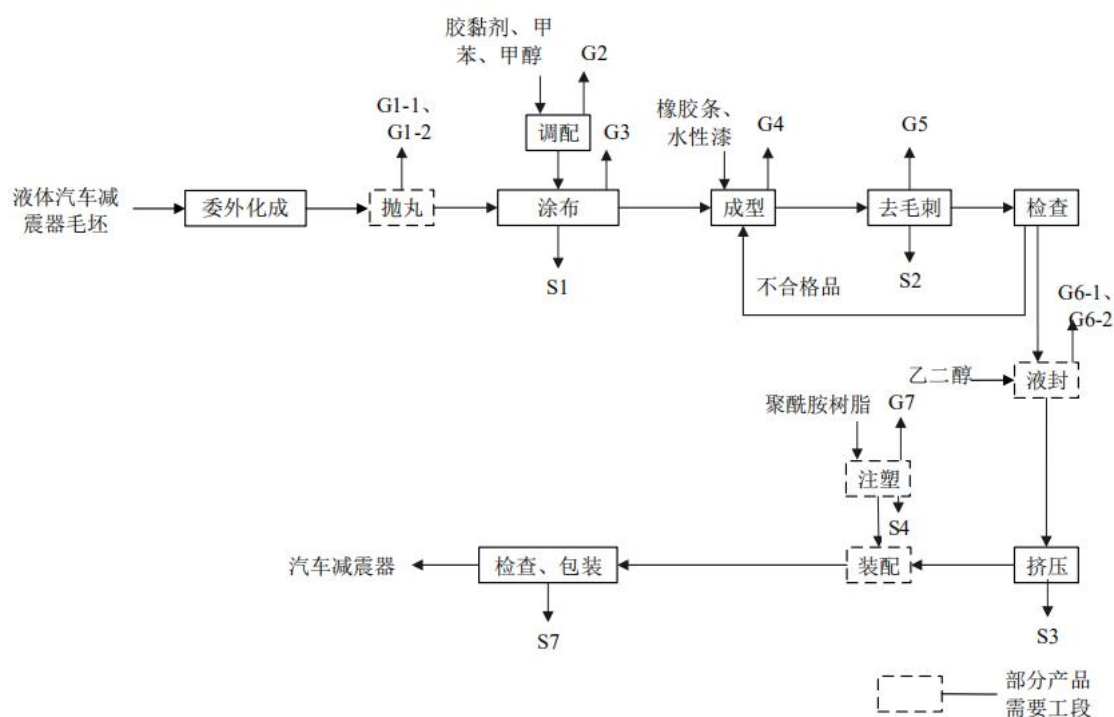 胶黏剂、甲
苯、甲醇
G2
G1-1、
G1-2
调配
G3
橡胶条、
水性漆
G4
G5
液体汽车减
震器毛坯
委外化成
抛丸
涂布
成型
去毛刺
检查
S1
S2
不合格品
G6-1、
G6-2
乙二醇
液封
聚酰胺树脂
G7
注塑
S4
汽车减震器
检查、包装
装配
挤压
S7
S3
部分产品
需要工段